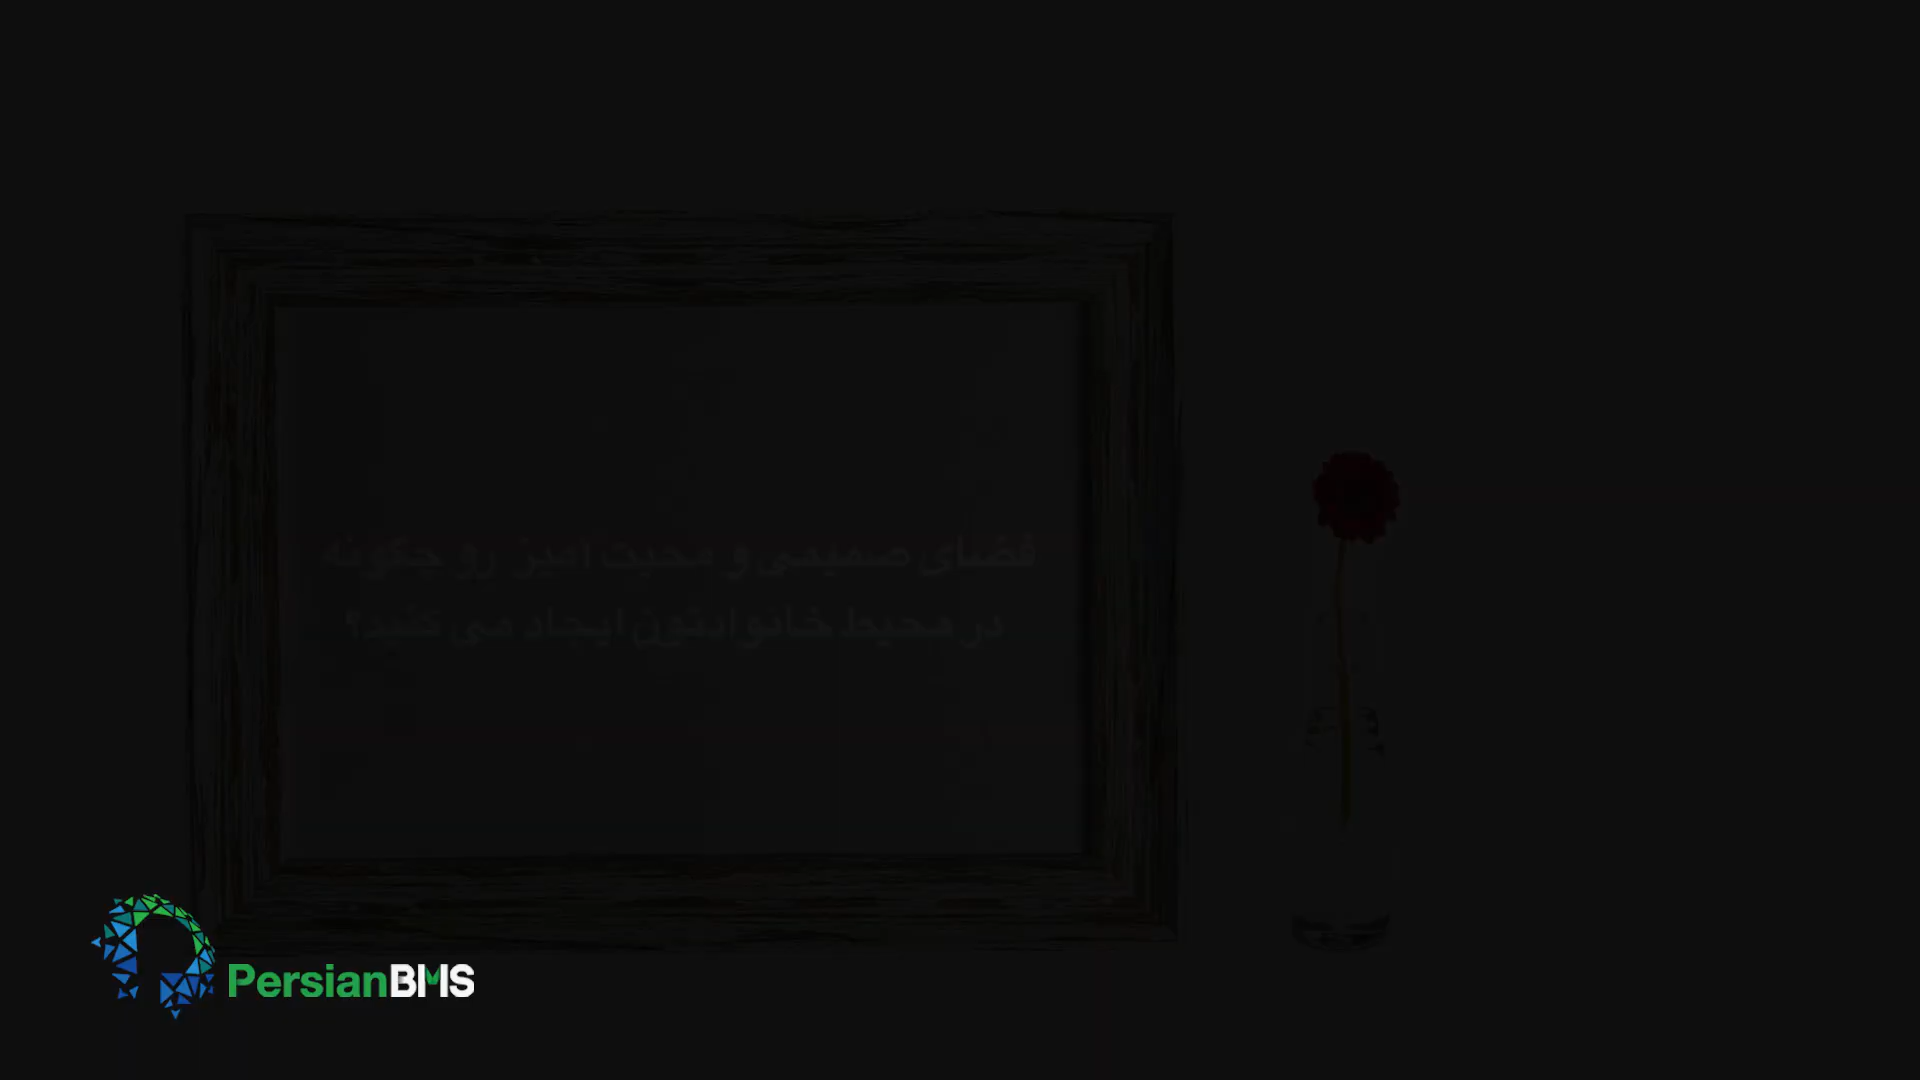 فضای صمیمی و محبت آمیز رو چگونه
در محیط خانوادتون ایجاد می کنید؟
PersianBMS